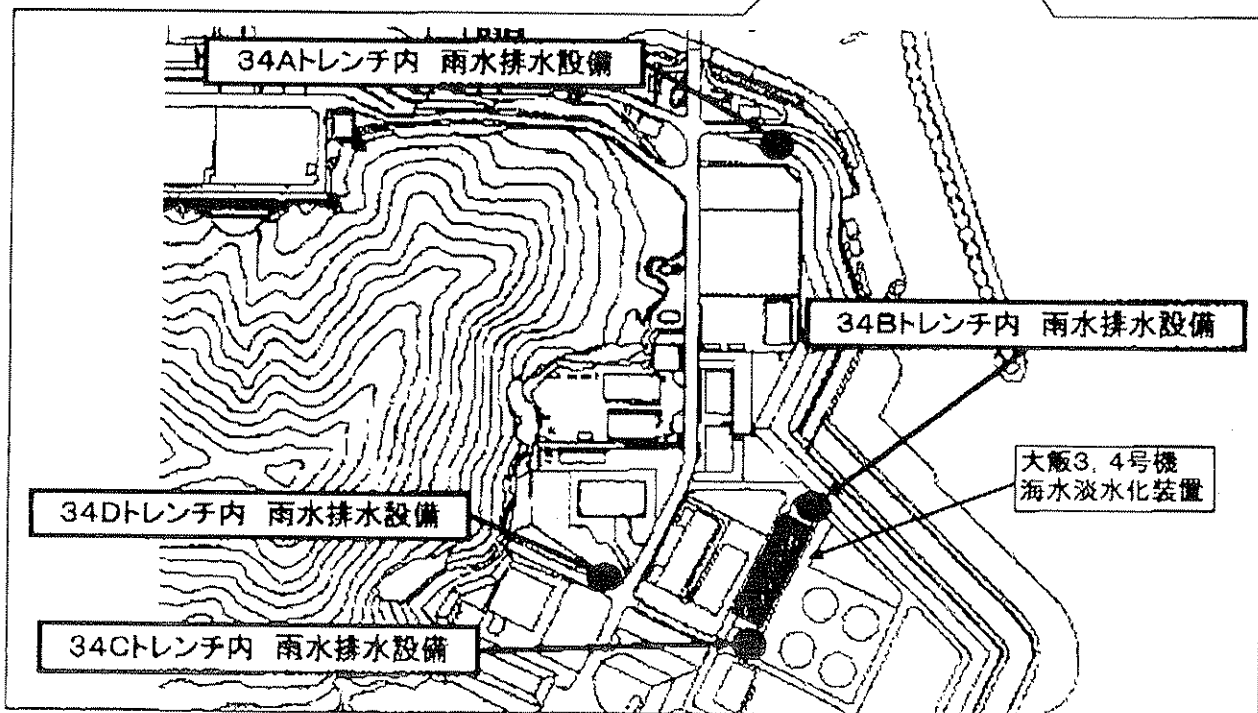 34Aトレンチ内 雨水排水設備
34Bトレンチ内 雨水排水設備
大飯3, 4号機
海水淡水化装置
34Dトレンチ内 雨水排水設備
34Cトレンチ内 雨水排水設備